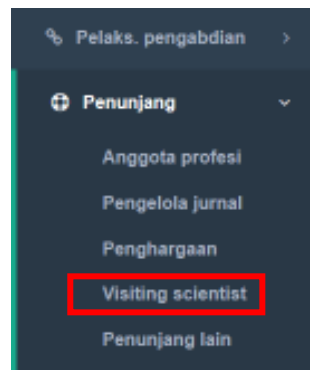 Pelaks. pengabdian
Penunjang
Anggota profesi
Pengelola jurnal
Penghargaan
Visiting scientist
Penunjang lain